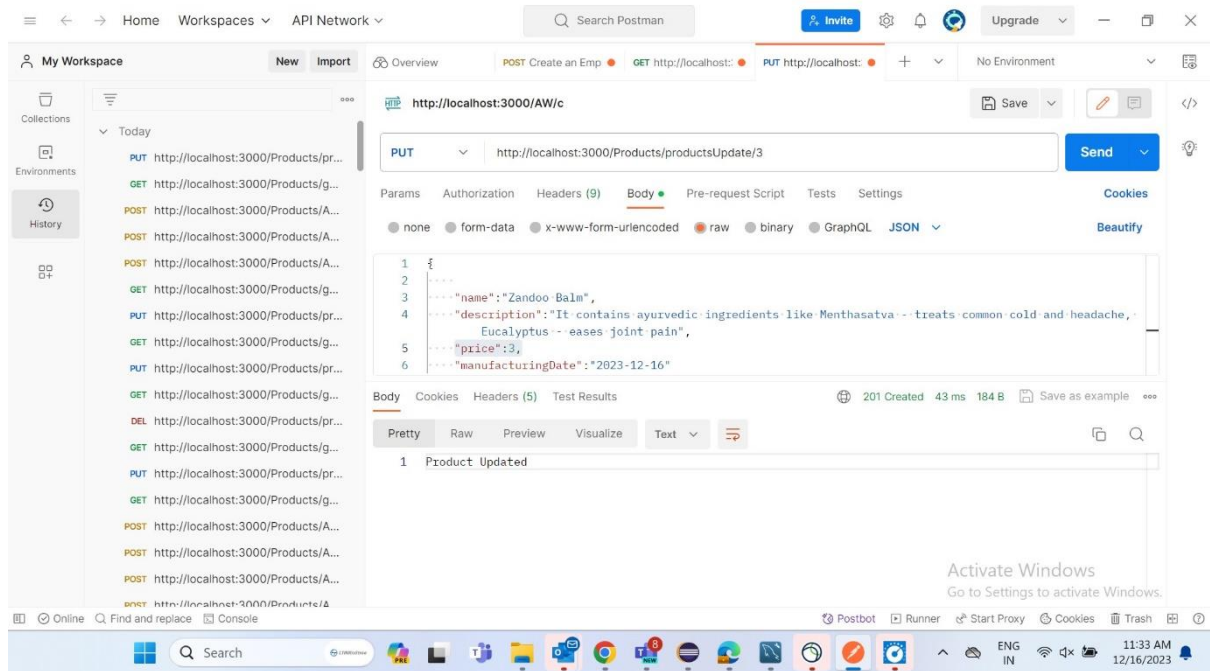 Home Workspaces API Network Search Postman Invite Upgrade
My Workspace New Import Overview POST Create an Emp GET http://localhost: PUT http://localhost: No Environment
Collections
Environments
History
Today
PUT http://localhost:3000/Products/pr...
GET http://localhost:3000/Products/g...
POST http://localhost:3000/Products/A...
POST http://localhost:3000/Products/A...
POST http://localhost:3000/Products/A...
GET http://localhost:3000/Products/g...
PUT http://localhost:3000/Products/pr...
GET http://localhost:3000/Products/g...
PUT http://localhost:3000/Products/pr...
GET http://localhost:3000/Products/g...
DEL http://localhost:3000/Products/pr...
GET http://localhost:3000/Products/g...
PUT http://localhost:3000/Products/pr...
GET http://localhost:3000/Products/g...
POST http://localhost:3000/Products/A...
POST http://localhost:3000/Products/A...
POST http://localhost:3000/Products/A...
POST http://localhost:3000/Products/A
HTTP http://localhost:3000/AW/c Save
PUT http://localhost:3000/Products/productsUpdate/3 Send
Params Authorization Headers (9) Body Pre-request Script Tests Settings Cookies
none form-data x-www-form-urlencoded raw binary GraphQL JSON Beautify
1 {
2
3 "name":"Zandoo Balm",
4 "description":"It contains ayurvedic ingredients like Menthasatva - treats common cold and headache,
Eucalyptus - eases joint pain",
5 "price":3,
6 "manufacturingDate":"2023-12-16"
Body Cookies Headers (5) Test Results 201 Created 43 ms 184 B Save as example
Pretty Raw Preview Visualize Text
1 Product Updated
Activate Windows
Go to Settings to activate Windows.
Online Find and replace Console Postbot Runner Start Proxy Cookies Trash
Search PRE NEW 8 ENG 11:33 AM
IN 12/16/2023